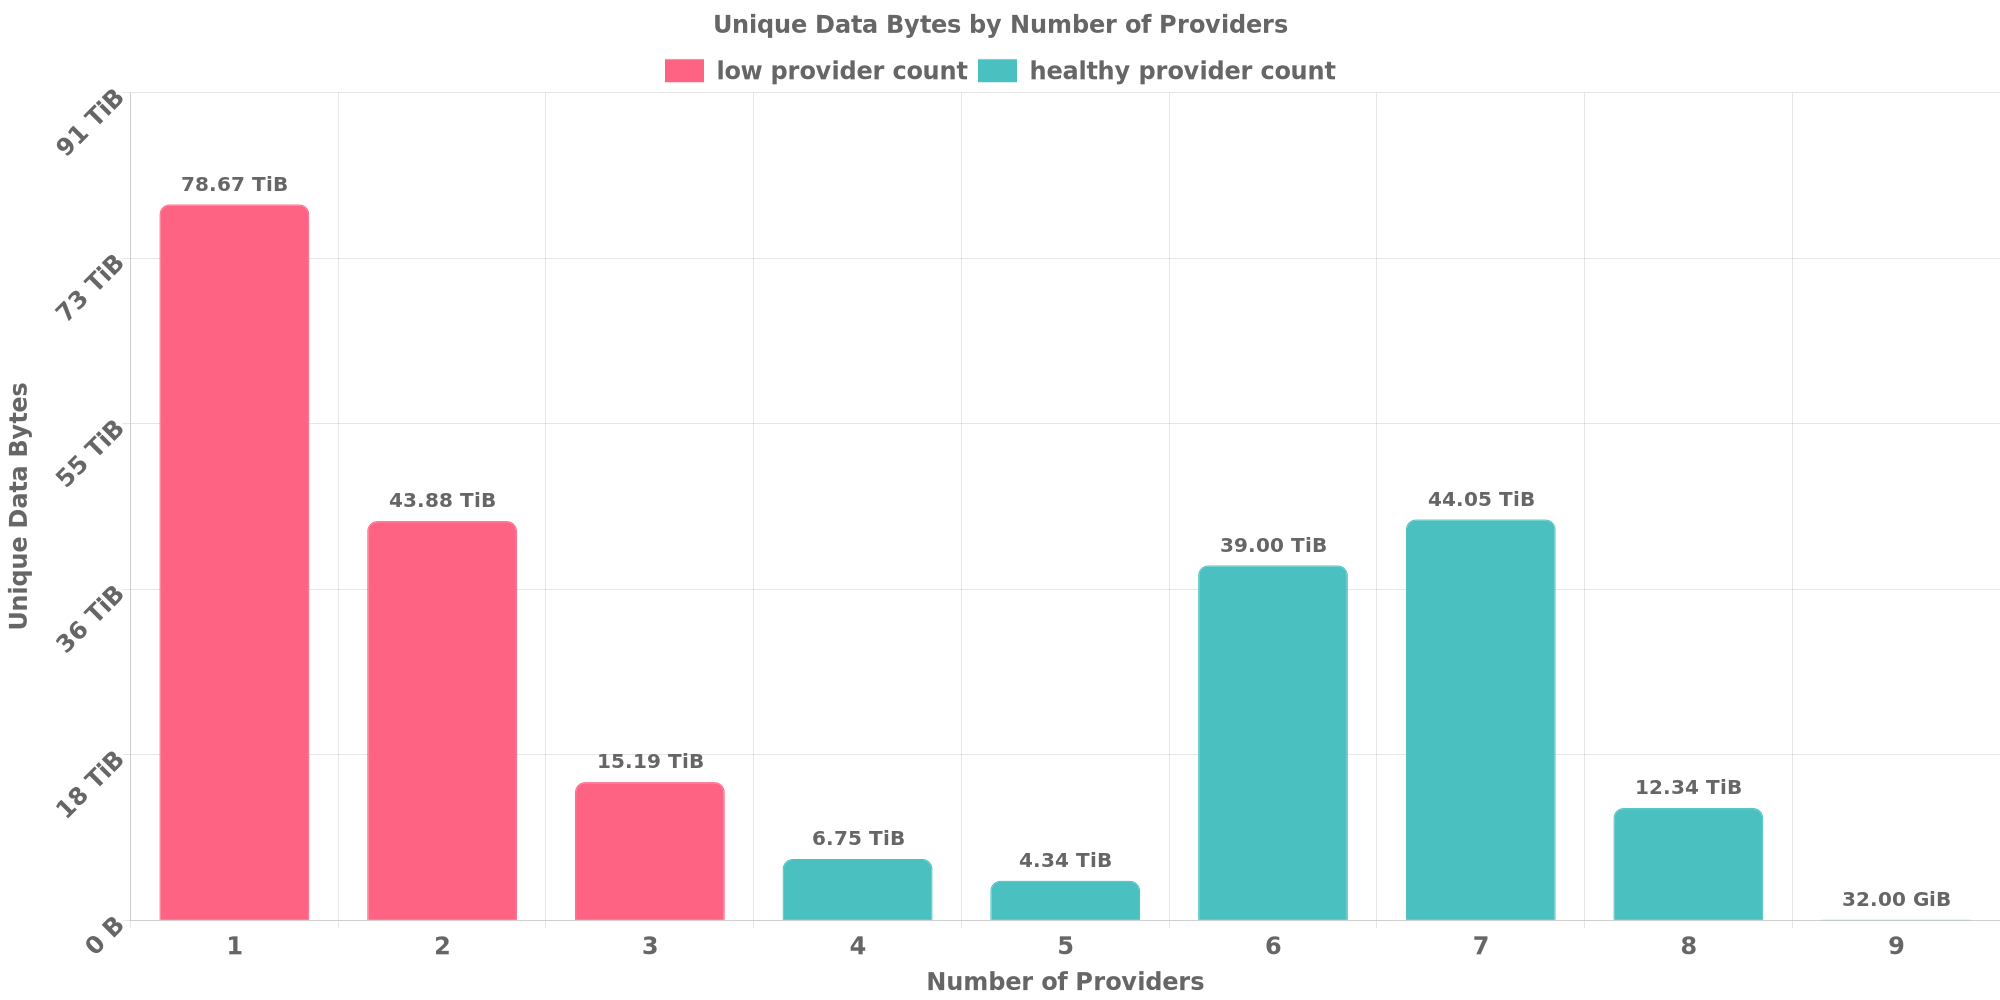 Unique Data Bytes by Number of Providers
low provider count
healthy provider count
Unique Data Bytes
91 TiB
73 TiB
55 TiB
36 TiB
18 TiB
0 B
78.67 TiB
43.88 TiB
15.19 TiB
6.75 TiB
4.34 TiB
39.00 TiB
44.05 TiB
12.34 TiB
32.00 GiB
1 2 3 4 5 6 7 8 9
Number of Providers